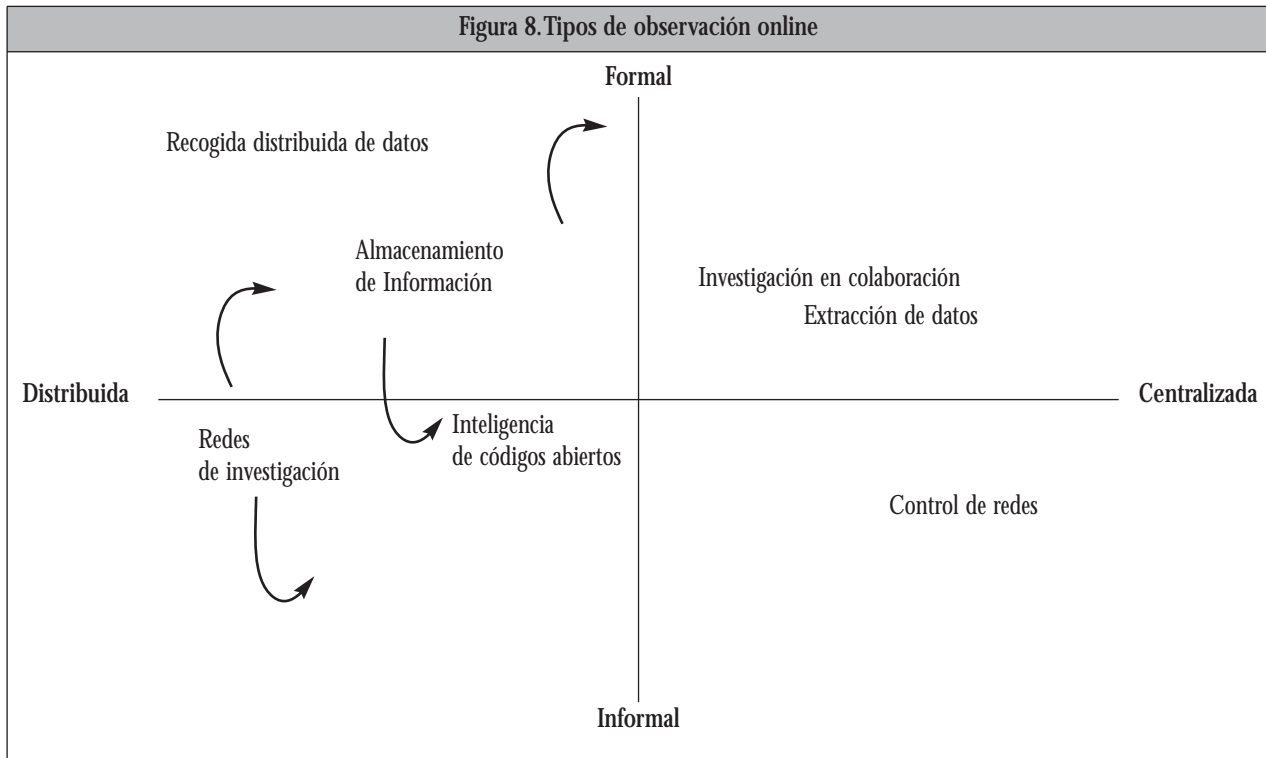 Figura 8. Tipos de observación online
Formal
Recogida distribuida de datos
Almacenamiento
de Información
Investigación en colaboración
Extracción de datos
Distribuida
Centralizada
Redes
de investigación
Inteligencia
de códigos abiertos
Control de redes
Informal